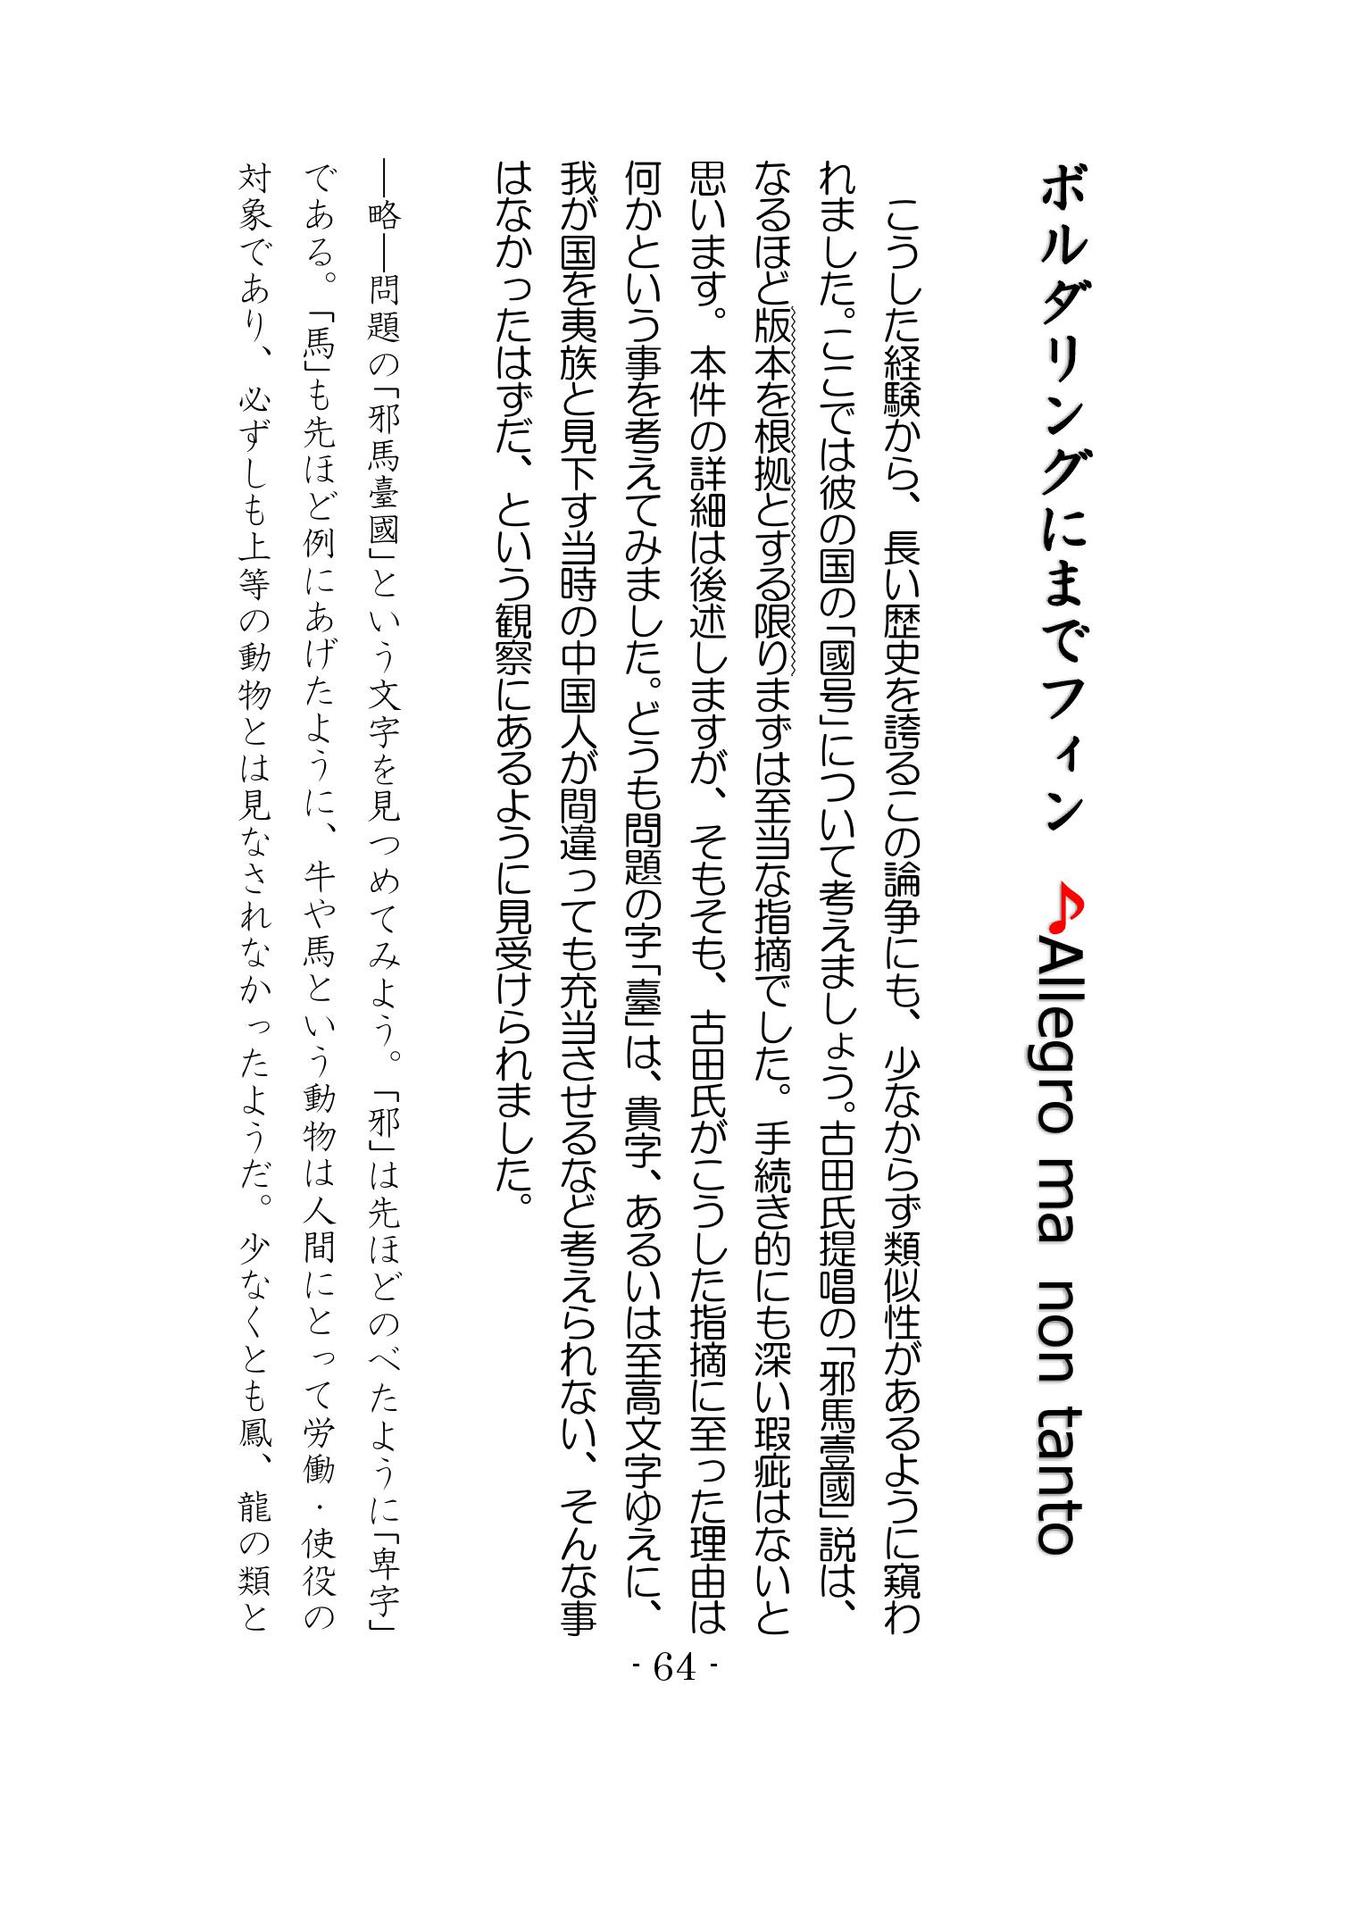 ボルダリングにまでフィン ♪Allegro ma non tanto
こうした経験から、長い歴史を誇るこの論争にも、少なからず類似性があるように窺わ
れました。ここでは彼の国の「國号」について考えましょう。古田氏提唱の「邪馬壹國」説は、
なるほど版本を根拠とする限りまずは至当な指摘でした。手続き的にも深い瑕疵はないと
思います。本件の詳細は後述しますが、そもそも、古田氏がこうした指摘に至った理由は
何かという事を考えてみました。どうも問題の字「臺」は、貴字、あるいは至高文字ゆえに、
我が国を夷族と見下す当時の中国人が間違っても充当させるなど考えられない、そんな事
はなかったはずだ、という観察にあるように見受けられました。
―略―問題の「邪馬臺國」という文字を見つめてみよう。「邪」は先ほどのべたように「卑字」
である。「馬」も先ほど例にあげたように、牛や馬という動物は人間にとって労働・使役の
対象であり、必ずしも上等の動物とは見なされなかったようだ。少なくとも鳳、龍の類と
- 64 -